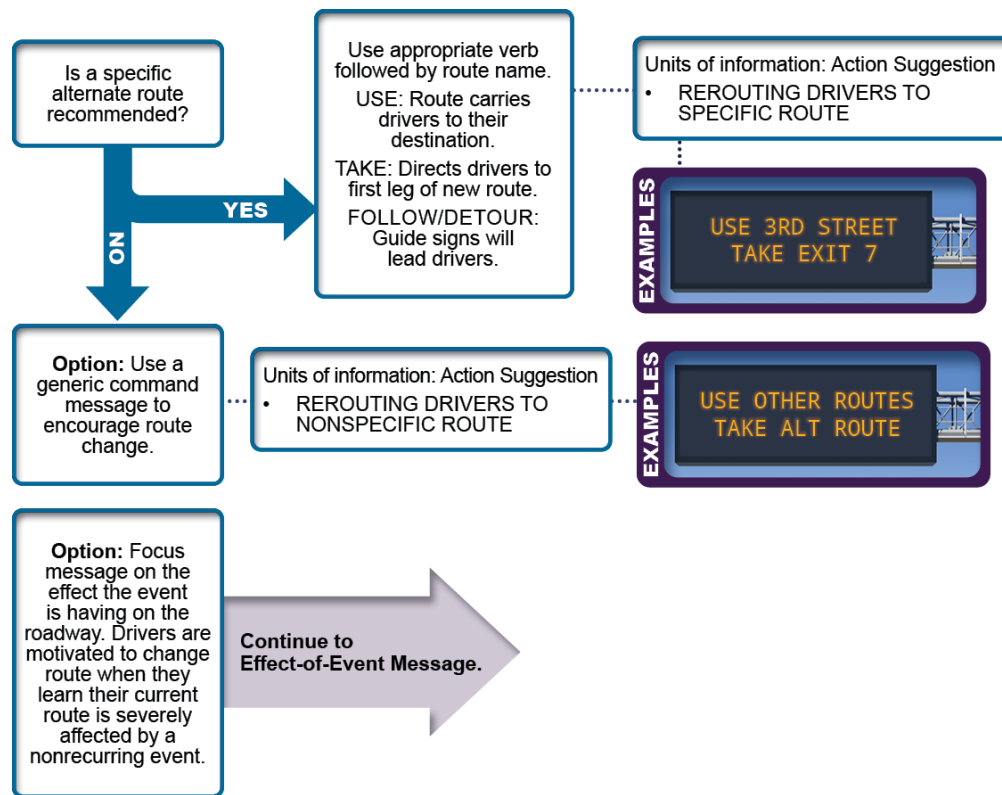 Is a specific
alternate route
recommended?
YES
NO
Use appropriate verb
followed by route name.
USE: Route carries
drivers to their
destination.
TAKE: Directs drivers to
first leg of new route.
FOLLOW/DETOUR:
Guide signs will
lead drivers.
Units of information: Action Suggestion
• REROUTING DRIVERS TO
SPECIFIC ROUTE
EXAMPLES
USE 3RD STREET
TAKE EXIT 7
Option: Use a
generic command
message to
encourage route
change.
Units of information: Action Suggestion
• REROUTING DRIVERS TO
NONSPECIFIC ROUTE
EXAMPLES
USE OTHER ROUTES
TAKE ALT ROUTE
Option: Focus
message on the
effect the event
is having on the
roadway. Drivers are
motivated to change
route when they
learn their current
route is severely
affected by a
nonrecurring event.
Continue to
Effect-of-Event Message.